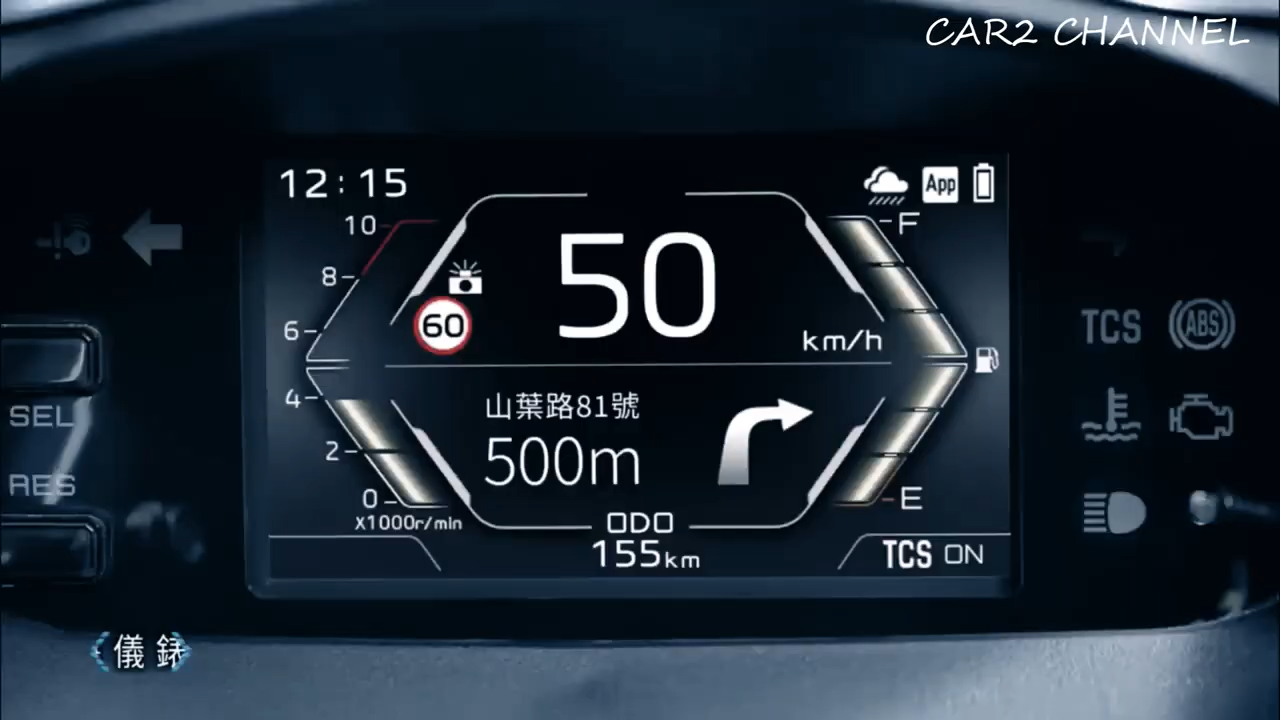 CAR2 CHANNEL
12:15
App
10
F
8
60
50
km/h
6
TCS
ABS
4
山葉路81號
SEL
500m
2
RES
0
E
X1000r/min
ODO
155km
TCS ON
儀 錶